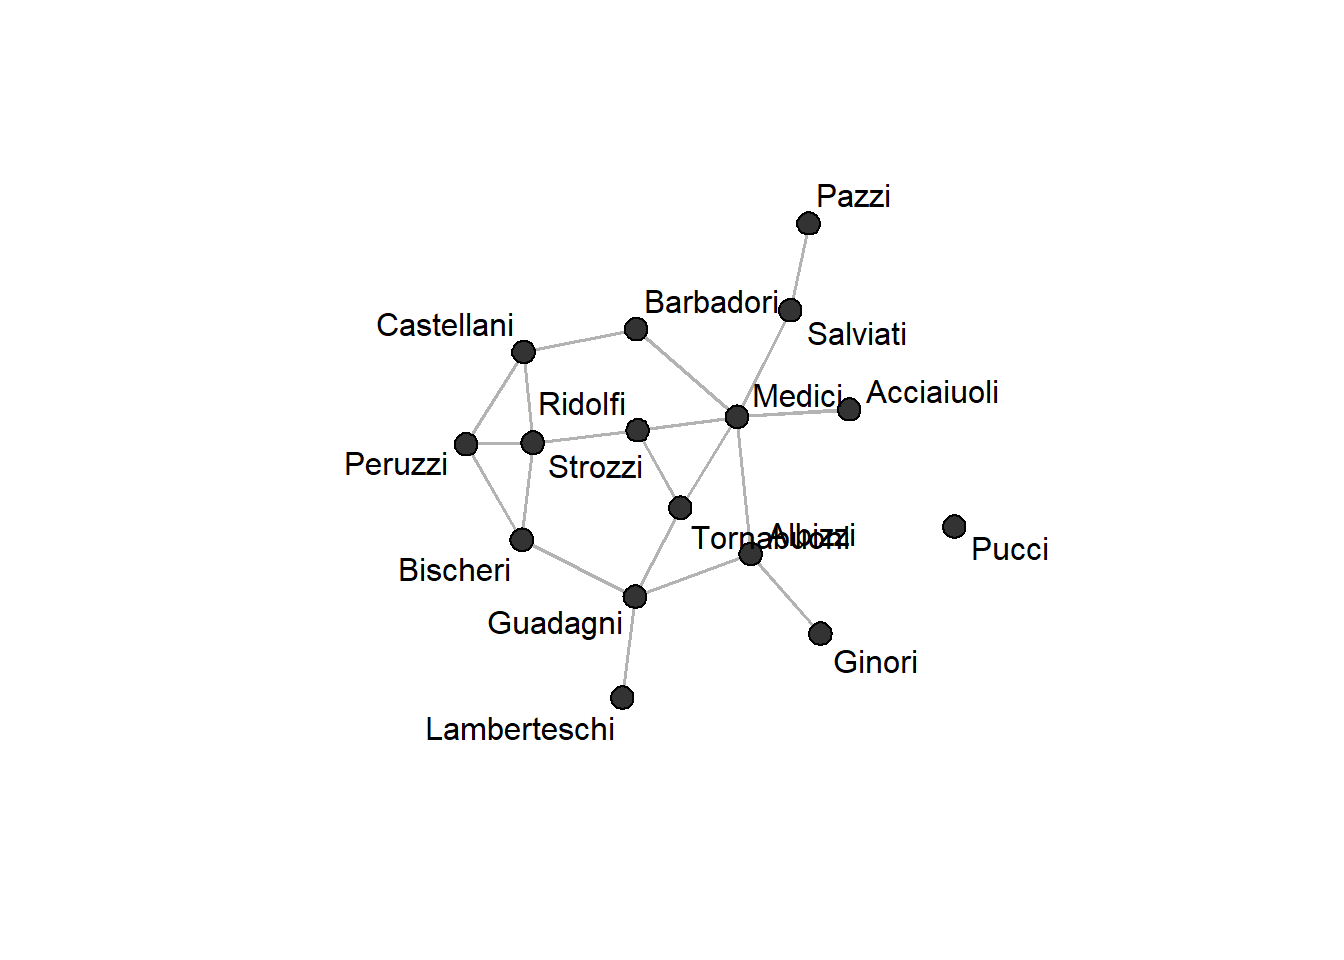 Pazzi
Barbadori
Castellani
Salviati
Acciaiuoli
Medici
Ridolfi
Peruzzi
Strozzi
Albizzi
Tornabuoni
Pucci
Bischeri
Guadagni
Ginori
Lamberteschi